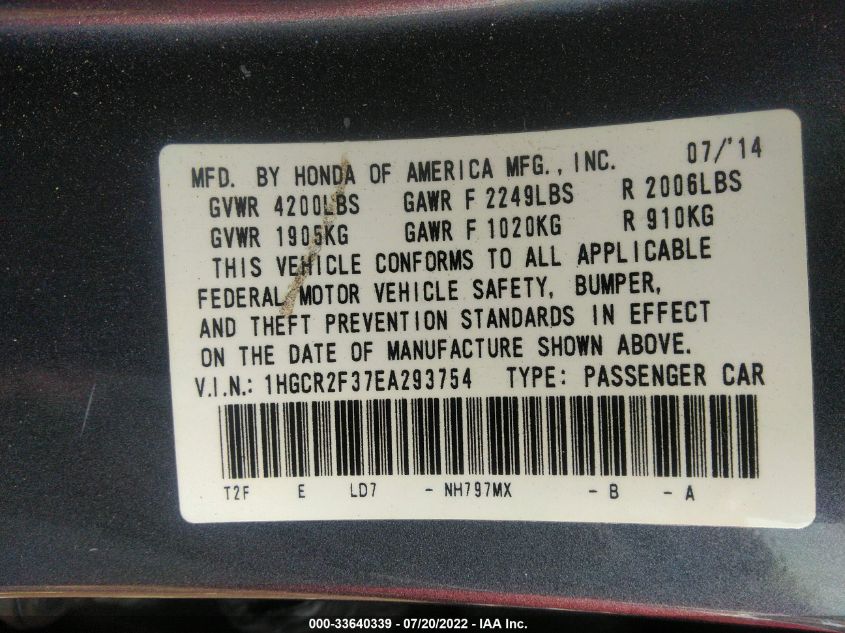 07/'14
MFD. BY HONDA OF AMERICA MFG., INC.
GVWR 4200LBS GAWR F 2249LBS R 2006LBS
GVWR 1905KG GAWR F 1020KG R 910KG
THIS VEHICLE CONFORMS TO ALL APPLICABLE
FEDERAL MOTOR VEHICLE SAFETY, BUMPER,
AND THEFT PREVENTION STANDARDS IN EFFECT
ON THE DATE OF MANUFACTURE SHOWN ABOVE.
V.I.N.: 1HGCR2F37EA293754 TYPE: PASSENGER CAR
T2F E LD7 - NH797MX - B - A
000-33640339 - 07/20/2022 - IAA Inc.